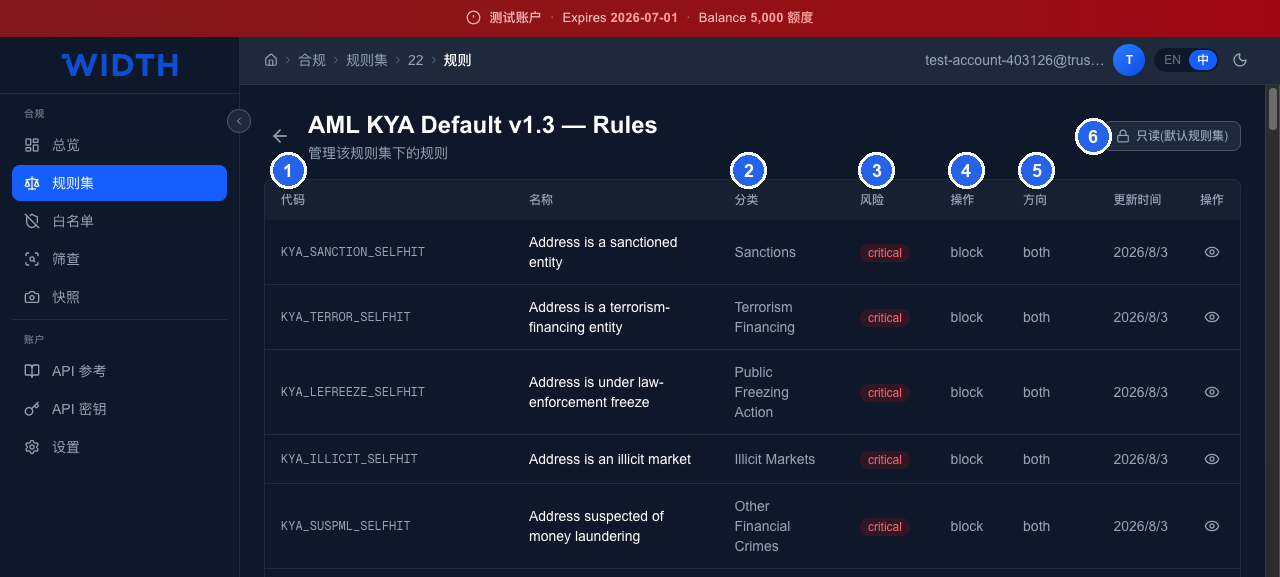 测试账户 · Expires 2026-07-01 · Balance 5,000 额度
WIDTH
合规 › 规则集 › 22 › 规则
test-account-403126@trus...
T
EN 中
合规
总览
规则集
白名单
筛查
快照
账户
API 参考
API 密钥
设置
AML KYA Default v1.3 — Rules
管理该规则集下的规则
6 只读(默认规则集)
1 2 3 4 5
代码 名称 分类 风险 操作 方向 更新时间 操作
KYA_SANCTION_SELFHIT Address is a sanctioned entity Sanctions critical block both 2026/8/3
KYA_TERROR_SELFHIT Address is a terrorism-financing entity Terrorism Financing critical block both 2026/8/3
KYA_LEFREEZE_SELFHIT Address is under law-enforcement freeze Public Freezing Action critical block both 2026/8/3
KYA_ILLICIT_SELFHIT Address is an illicit market Illicit Markets critical block both 2026/8/3
KYA_SUSPML_SELFHIT Address suspected of money laundering Other Financial Crimes critical block both 2026/8/3